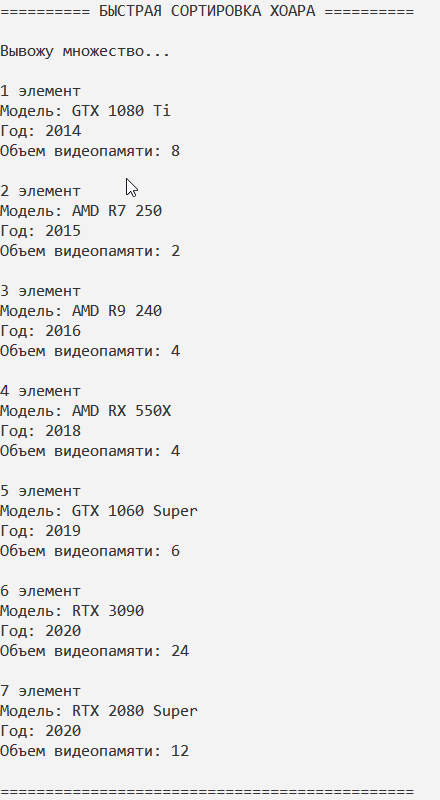 ========== БЫСТРАЯ СОРТИРОВКА ХОАРА ==========
Вывожу множество...
1 элемент
Модель: GTX 1080 Ti
Год: 2014
Объем видеопамяти: 8
2 элемент
Модель: AMD R7 250
Год: 2015
Объем видеопамяти: 2
3 элемент
Модель: AMD R9 240
Год: 2016
Объем видеопамяти: 4
4 элемент
Модель: AMD RX 550X
Год: 2018
Объем видеопамяти: 4
5 элемент
Модель: GTX 1060 Super
Год: 2019
Объем видеопамяти: 6
6 элемент
Модель: RTX 3090
Год: 2020
Объем видеопамяти: 24
7 элемент
Модель: RTX 2080 Super
Год: 2020
Объем видеопамяти: 12
==============================================